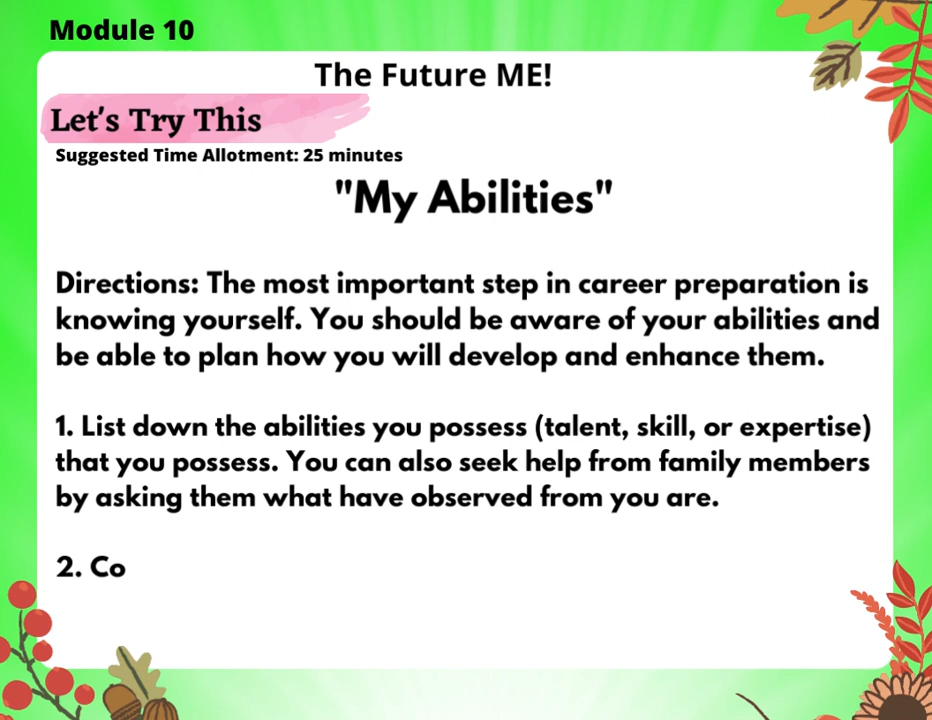 Module 10
The Future ME!
Let's Try This
Suggested Time Allotment: 25 minutes
"My Abilities"
Directions: The most important step in career preparation is
knowing yourself. You should be aware of your abilities and
be able to plan how you will develop and enhance them.
1. List down the abilities you possess (talent, skill, or expertise)
that you possess. You can also seek help from family members
by asking them what have observed from you are.
2. Co